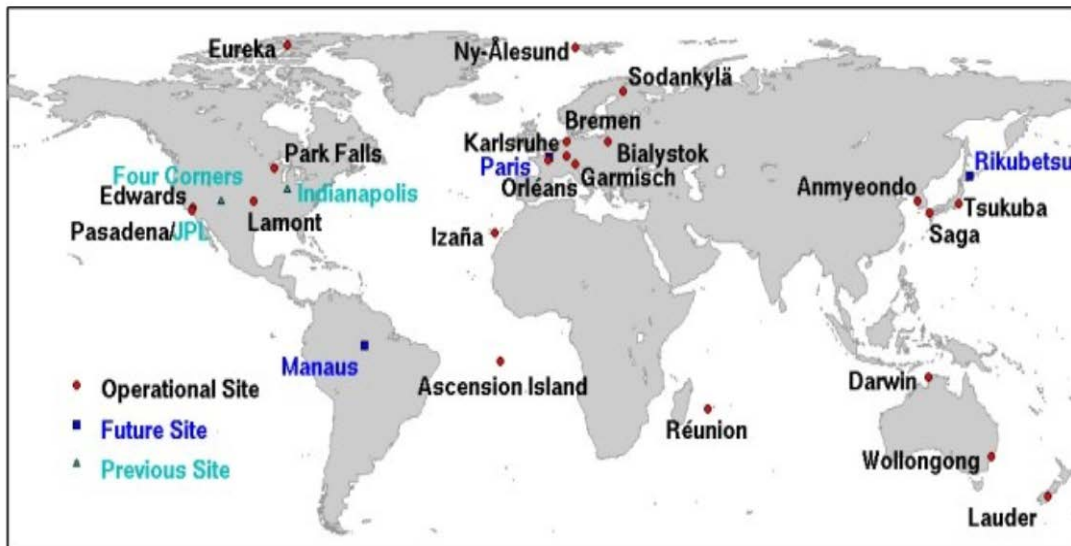 Eureka
Ny-Ålesund
Sodankylä
Bremen
Karlsruhe
Bialystok
Paris
Garmisch
Orléans
Park Falls
Four Corners
Indianapolis
Edwards
Lamont
Pasadena/JPL
Izaña
Rikubetsu
Anmyeondo
Tsukuba
Saga
Manaus
Ascension Island
Réunion
Darwin
Wollongong
Lauder
Operational Site
Future Site
Previous Site